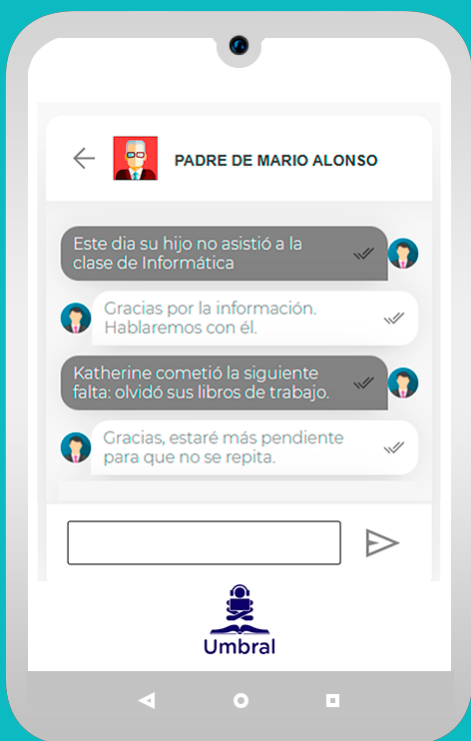 PADRE DE MARIO ALONSO
Este dia su hijo no asistió a la
clase de Informática
Gracias por la información.
Hablaremos con él.
Katherine cometió la siguiente
falta: olvidó sus libros de trabajo.
Gracias, estaré más pendiente
para que no se repita.
Umbral